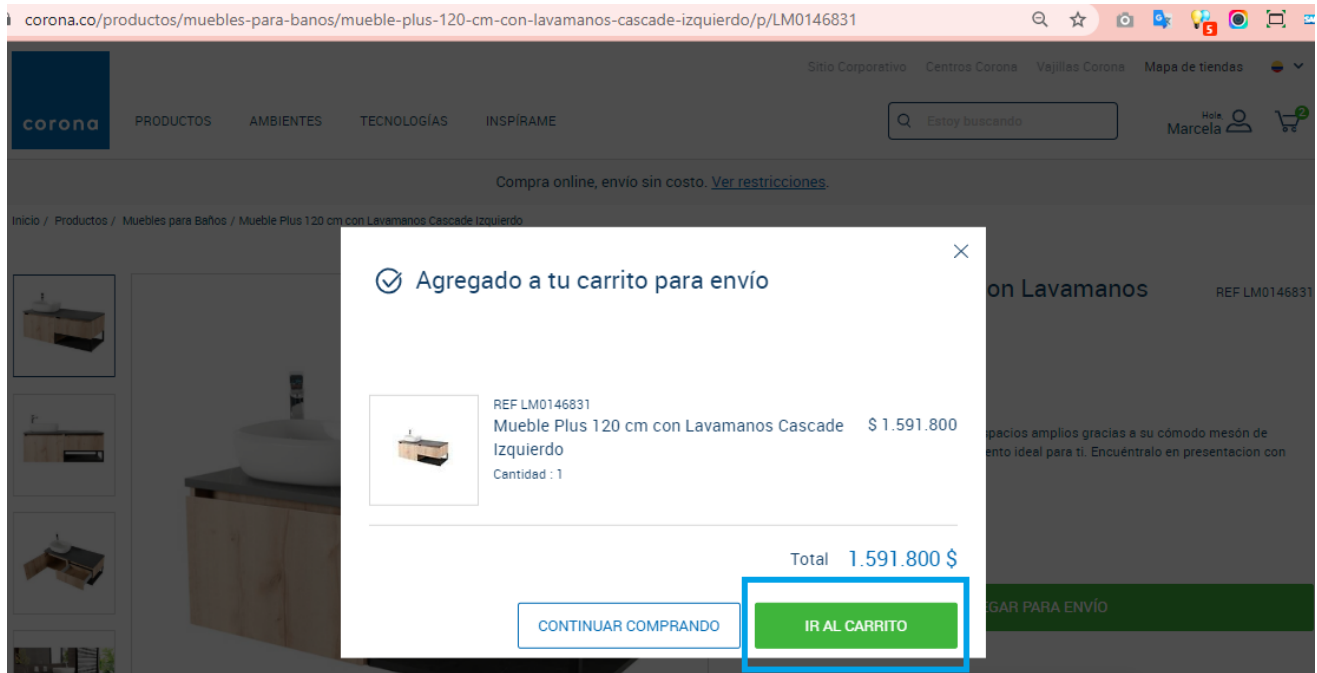 corona.co/productos/muebles-para-banos/mueble-plus-120-cm-con-lavamanos-cascade-izquierdo/p/LM0146831
5
Sitio Corporativo Centros Corona Vajillas Corona Mapa de tiendas
corona PRODUCTOS AMBIENTES TECNOLOGÍAS INSPÍRAME Estoy buscando Hola, Marcela 2
Compra online, envío sin costo. Ver restricciones.
Inicio / Productos / Muebles para Baños / Mueble Plus 120 cm con Lavamanos Cascade Izquierdo
Agregado a tu carrito para envío
on Lavamanos REF LM0146831
REF LM0146831
Mueble Plus 120 cm con Lavamanos Cascade $ 1.591.800
Izquierdo
Cantidad : 1
spacios amplios gracias a su cómodo mesón de
ento ideal para ti. Encuéntralo en presentacion con
Total 1.591.800 $
CONTINUAR COMPRANDO IR AL CARRITO
GAR PARA ENVÍO